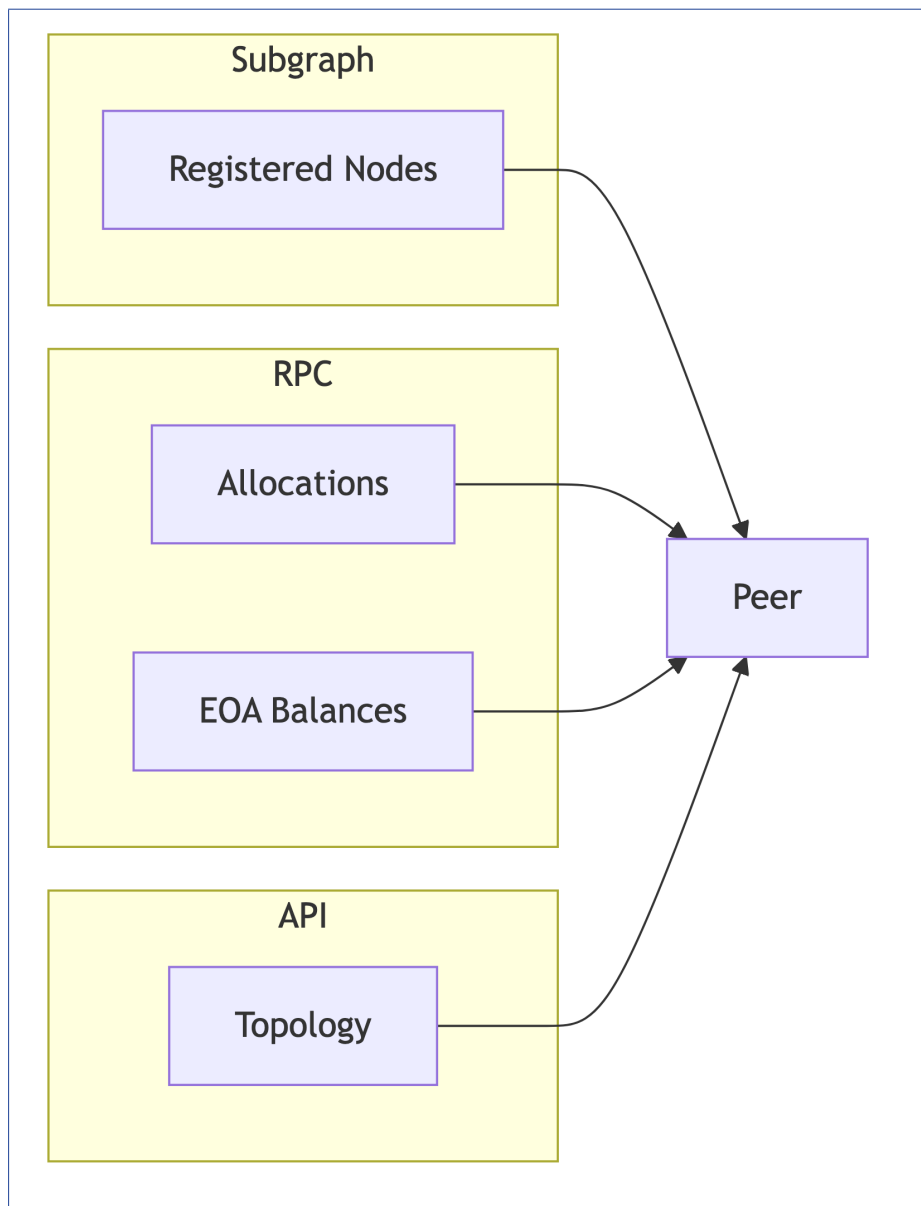 Subgraph
Registered Nodes
RPC
Allocations
Peer
EOA Balances
API
Topology